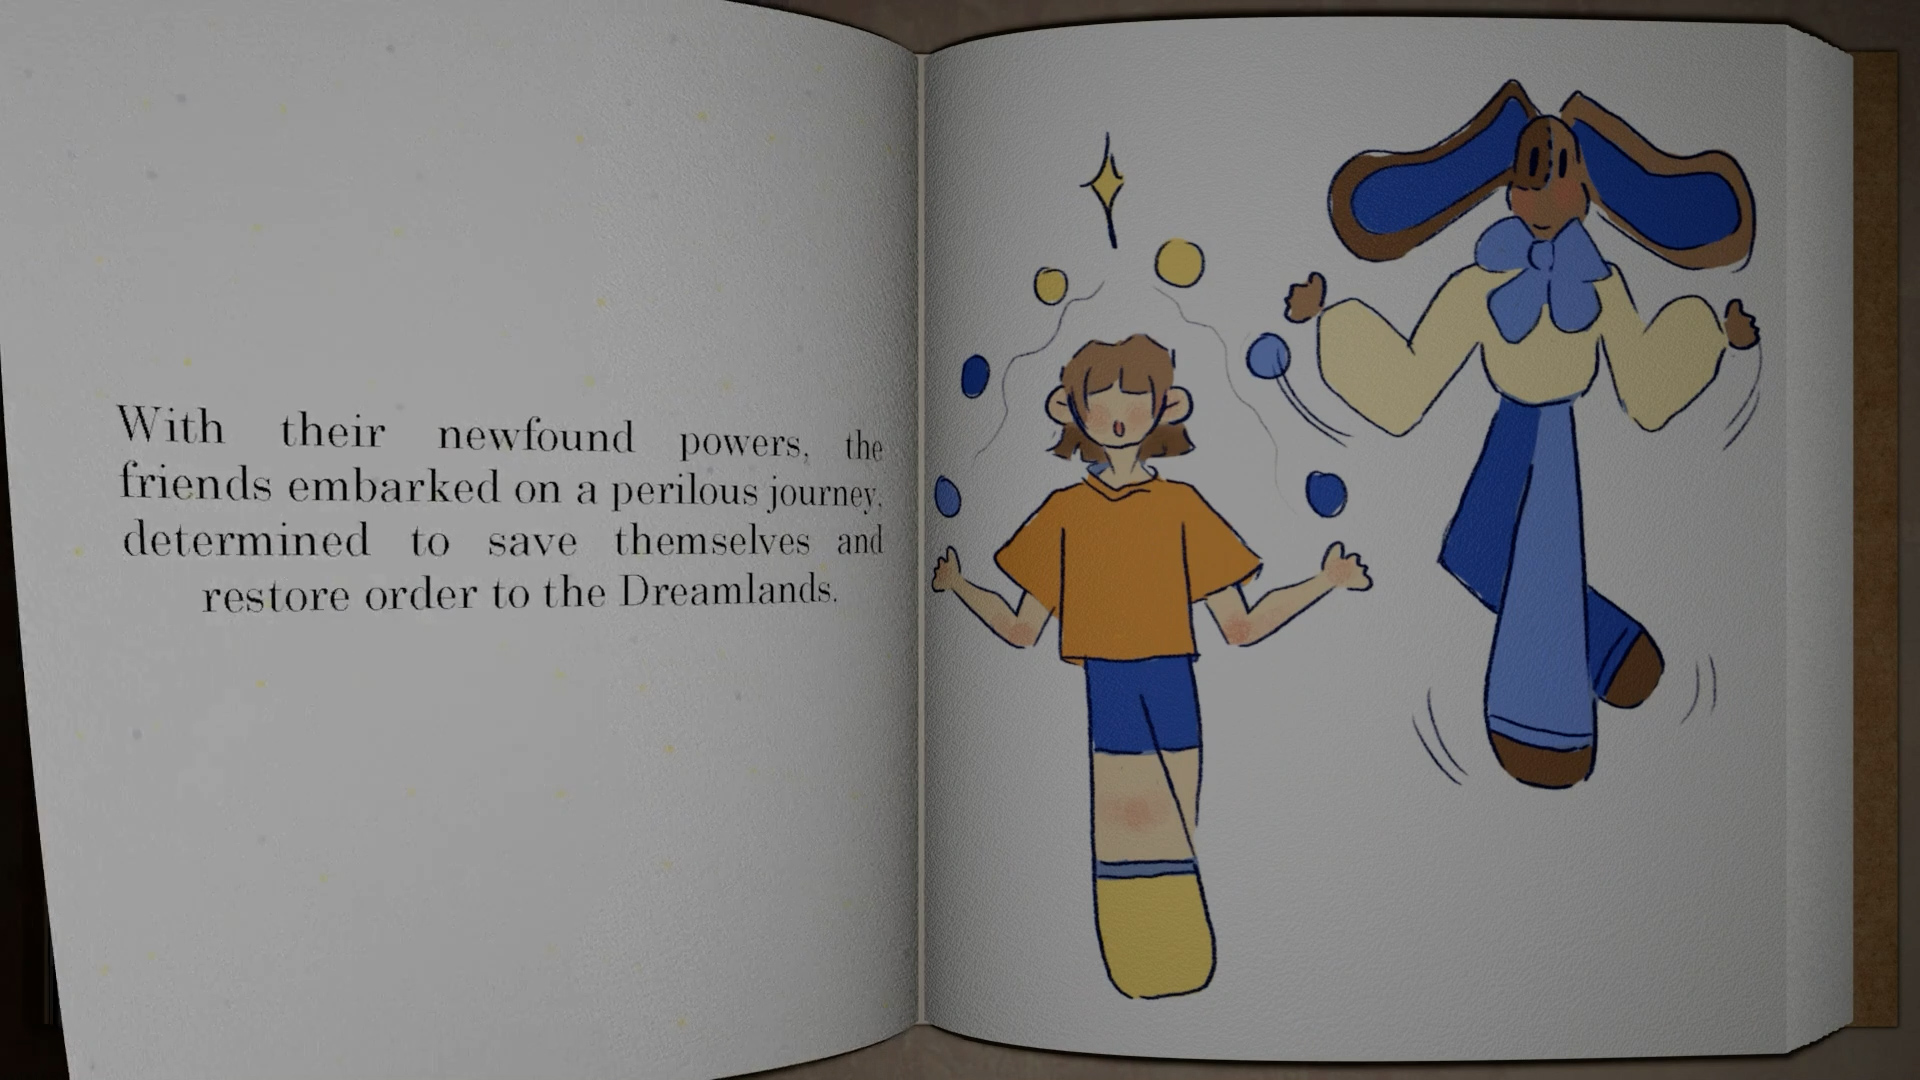 With their newfound powers, the
friends embarked on a perilous journey,
determined to save themselves and
restore order to the Dreamlands.